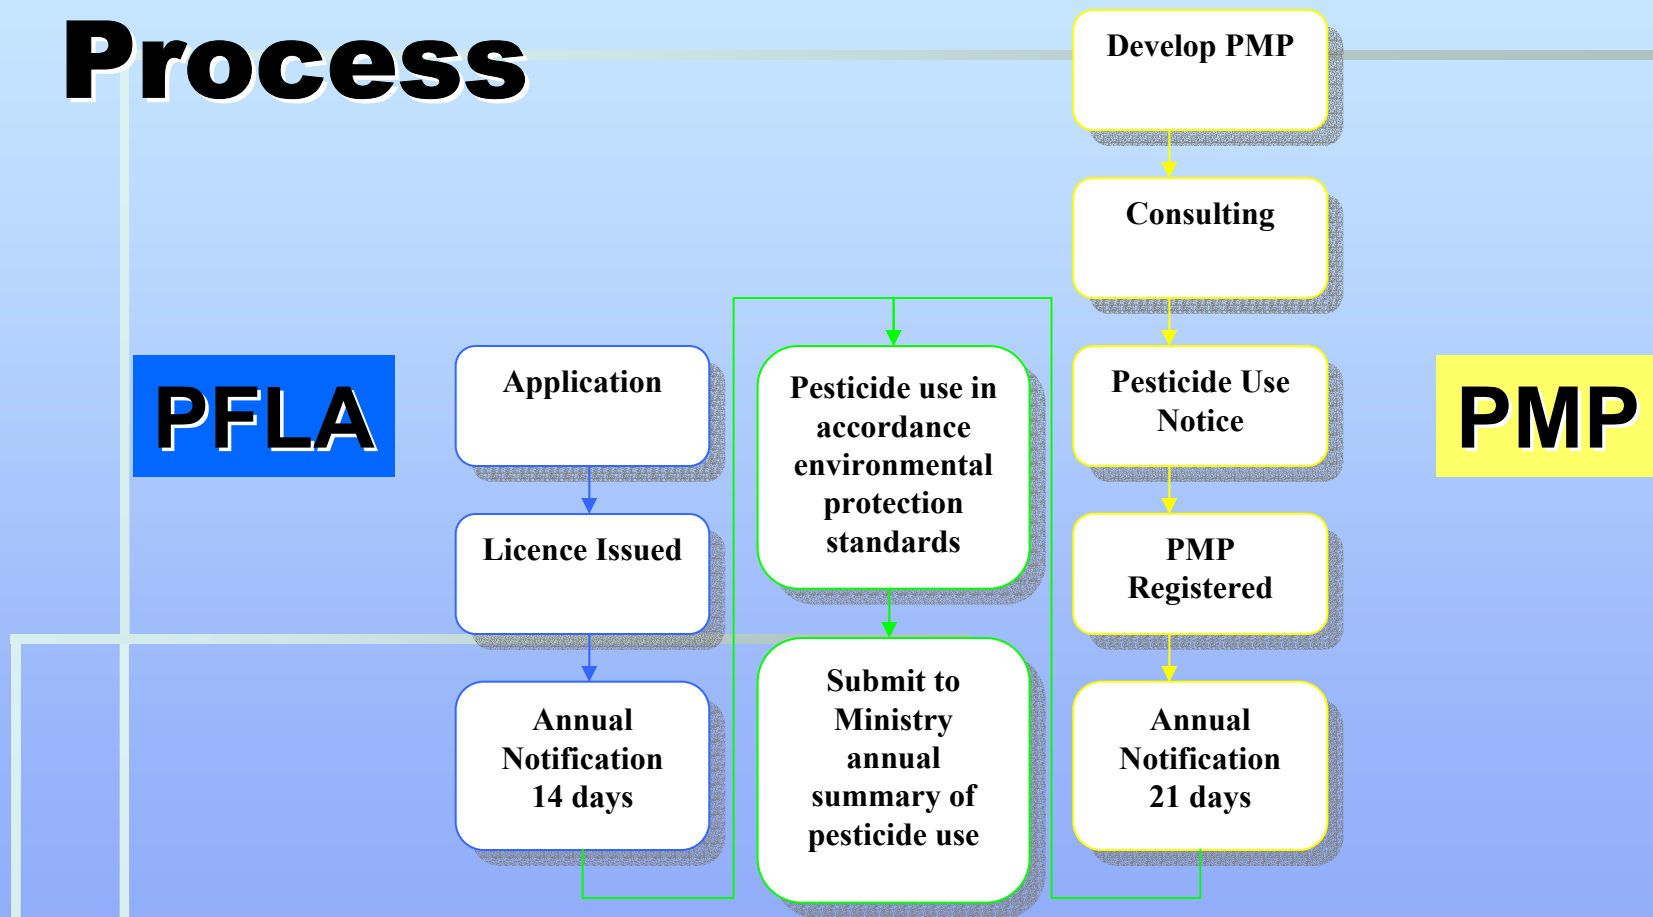 Process
Develop PMP
Consulting
PFLA
Application
Licence Issued
Annual
Notification
14 days
Pesticide use in
accordance
environmental
protection
standards
Submit to
Ministry
annual
summary of
pesticide use
Pesticide Use
Notice
PMP
Registered
Annual
Notification
21 days
PMP